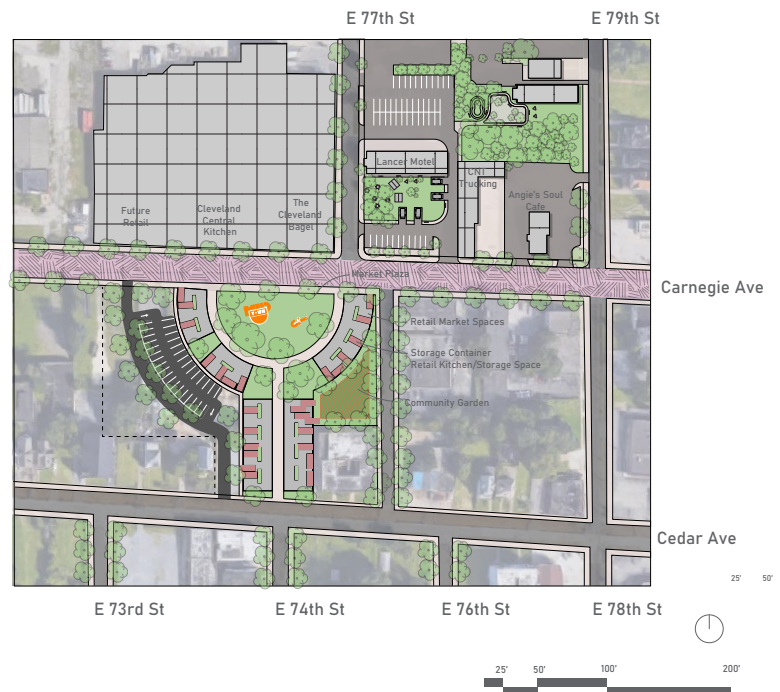 E 77th St
E 79th St
Lancer Motel
CNT
Trucking
Angie's Soul
Cafe
Future
Retail
Cleveland
Central
Kitchen
The
Cleveland
Bagel
Market Plaza
Carnegie Ave
Retail Market Spaces
Storage Container
Retail Kitchen/Storage Space
Community Garden
Cedar Ave
25' 50'
E 73rd St
E 74th St
E 76th St
E 78th St
25' 50' 100' 200'